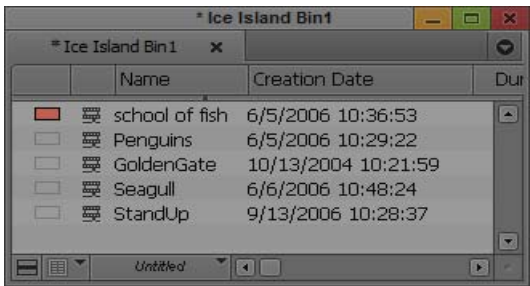 * Ice Island Bin1
* Ice Island Bin1
Name Creation Date Dur
school of fish 6/5/2006 10:36:53
Penguins 6/5/2006 10:29:22
GoldenGate 10/13/2004 10:21:59
Seagull 6/6/2006 10:48:24
StandUp 9/13/2006 10:28:37
Untitled